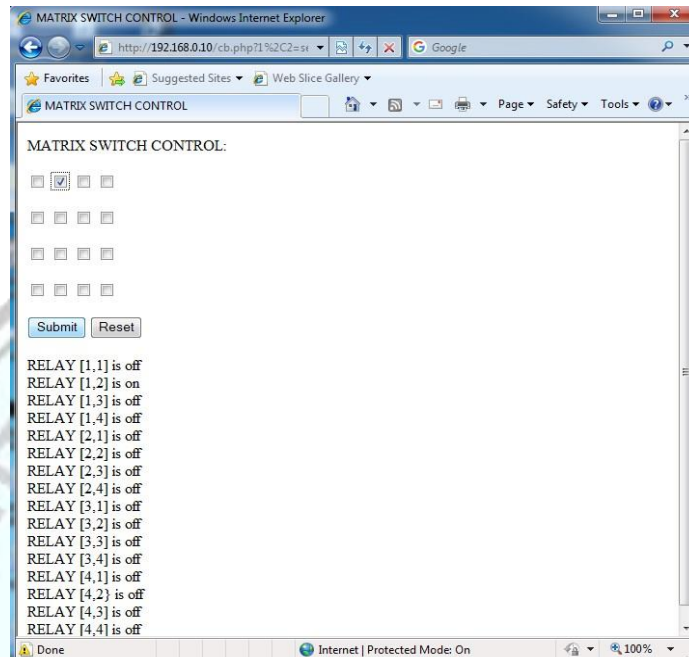 MATRIX SWITCH CONTROL - Windows Internet Explorer
http://192.168.0.10/cb.php?1%2C2=se
Google
Favorites Suggested Sites Web Slice Gallery
MATRIX SWITCH CONTROL Page Safety Tools »
MATRIX SWITCH CONTROL:
Submit Reset
RELAY [1,1] is off
RELAY [1,2] is on
RELAY [1,3] is off
RELAY [1,4] is off
RELAY [2,1] is off
RELAY [2,2] is off
RELAY [2,3] is off
RELAY [2,4] is off
RELAY [3,1] is off
RELAY [3,2] is off
RELAY [3,3] is off
RELAY [3,4] is off
RELAY [4,1] is off
RELAY [4,2} is off
RELAY [4,3] is off
RELAY [4,4] is off
Done Internet | Protected Mode: On 100%